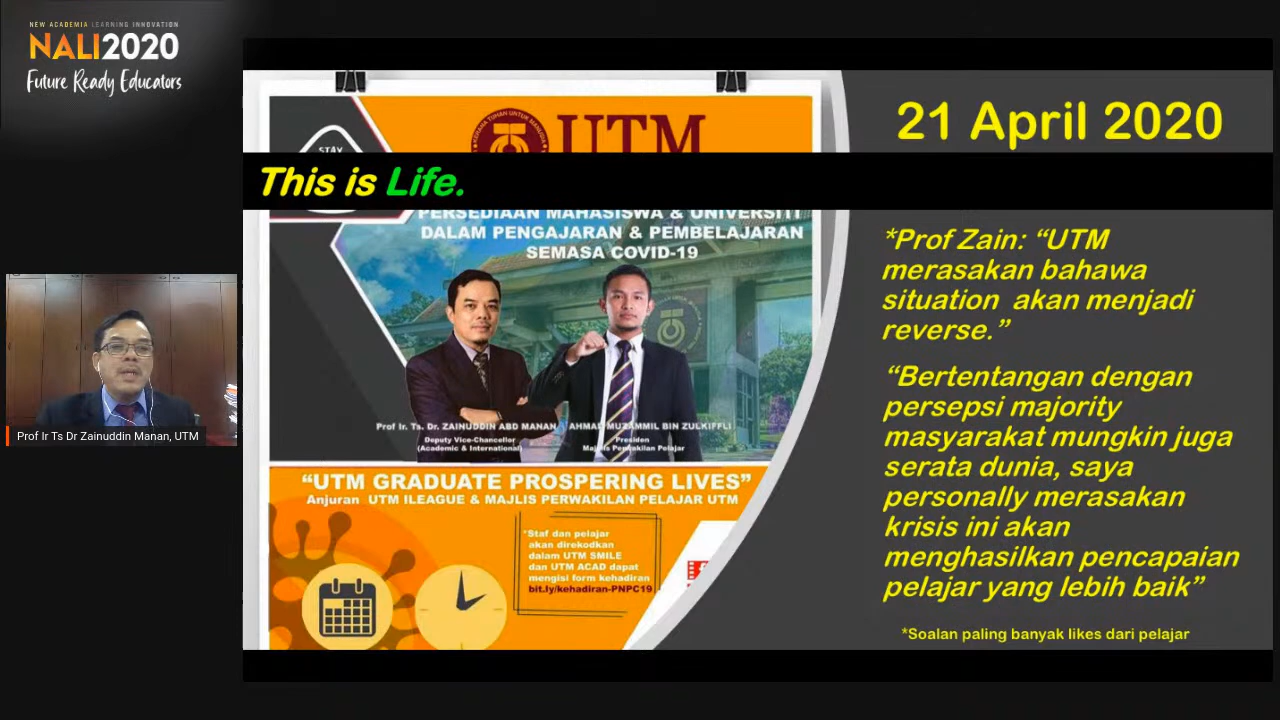 NEW ACADEMIA LEARNING INNOVATION
NALI2020
Future Ready Educators
Prof Ir Ts Dr Zainuddin Manan, UTM
STAY
UTM
This is Life.
PERSEDIAAN MAHASISWA & UNIVERSITI
DALAM PENGAJARAN & PEMBELAJARAN
SEMASA COVID-19
Prof Ir. Ts. Dr. ZAINUDDIN ABD MANAN
Deputy Vice-Chancellor
(Academic & International)
AHMAD MUZAMMIL BIN ZULKIFFLI
Presiden
Majlis Perwakilan Pelajar
“UTM GRADUATE PROSPERING LIVES”
Anjuran UTM ILEAGUE & MAJLIS PERWAKILAN PELAJAR UTM
*Staf dan pelajar
akan direkodkan
dalam UTM SMILE
dan UTM ACAD dapat
mengisi form kehadiran
bit.ly/kehadiran-PNPC19
21 April 2020
*Prof Zain: “UTM
merasakan bahawa
situation akan menjadi
reverse.”
“Bertentangan dengan
persepsi majority
masyarakat mungkin juga
serata dunia, saya
personally merasakan
krisis ini akan
menghasilkan pencapaian
pelajar yang lebih baik”
*Soalan paling banyak likes dari pelajar